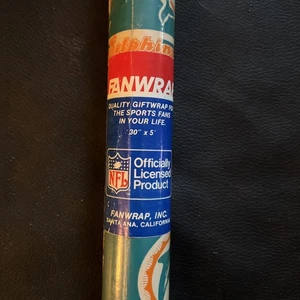 Dolphins
FANWRAP
QUALITY GIFTWRAP FOR
THE SPORTS FANS
IN YOUR LIFE.
30" x 5'
NFL
Officially
Licensed
Product
FANWRAP, INC.
SANTA ANA, CALIFORNIA